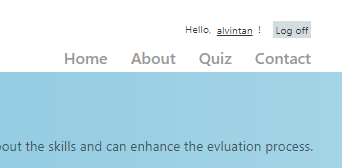 Hello, alvintan ! Log off
Home About Quiz Contact
out the skills and can enhance the evluation process.